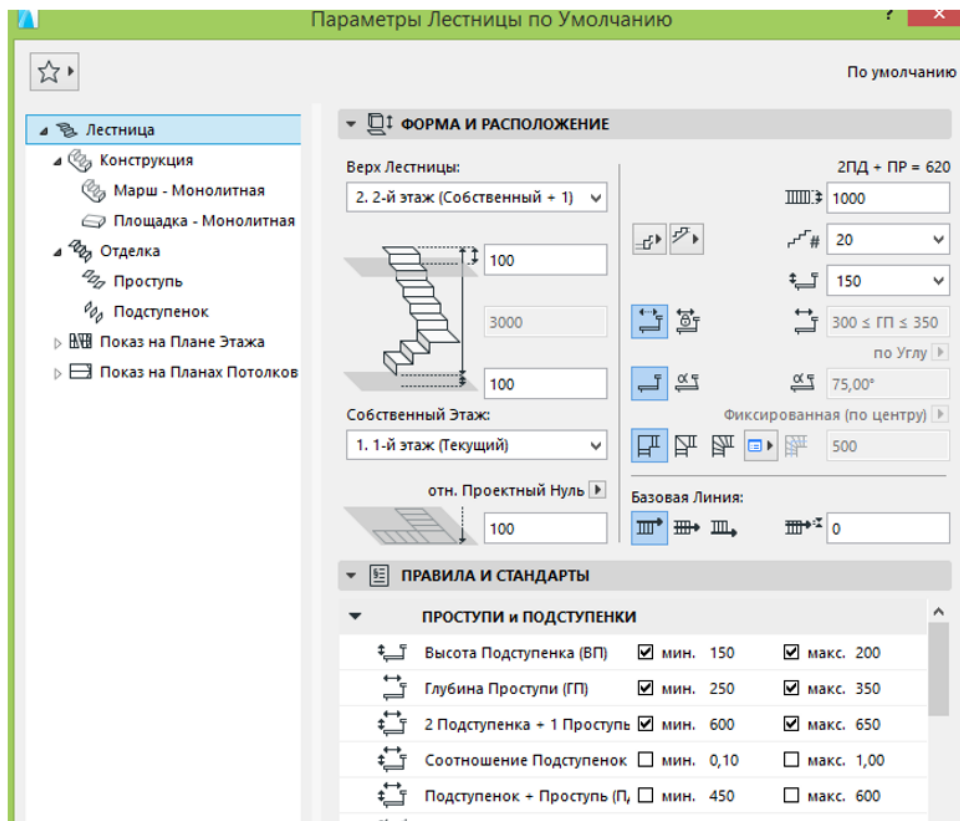 Параметры Лестницы по Умолчанию
?
По умолчанию
Лестница
Конструкция
Марш - Монолитная
Площадка - Монолитная
Отделка
Проступь
Подступенок
Показ на Плане Этажа
Показ на Планах Потолков
ФОРМА И РАСПОЛОЖЕНИЕ
Верх Лестницы:
2. 2-й этаж (Собственный + 1)
100
3000
100
Собственный Этаж:
1. 1-й этаж (Текущий)
отн. Проектный Нуль
100
2ПД + ПР = 620
1000
# 20
150
300 ≤ ГП ≤ 350
по Углу
α α 75,00°
Фиксированная (по центру)
500
Базовая Линия:
0
ПРАВИЛА И СТАНДАРТЫ
ПРОСТУПИ и ПОДСТУПЕНКИ
Высота Подступенка (ВП) мин. 150 макс. 200
Глубина Проступи (ГП) мин. 250 макс. 350
2 Подступенка + 1 Проступь мин. 600 макс. 650
Соотношение Подступенок мин. 0,10 макс. 1,00
Подступенок + Проступь (П, мин. 450 макс. 600